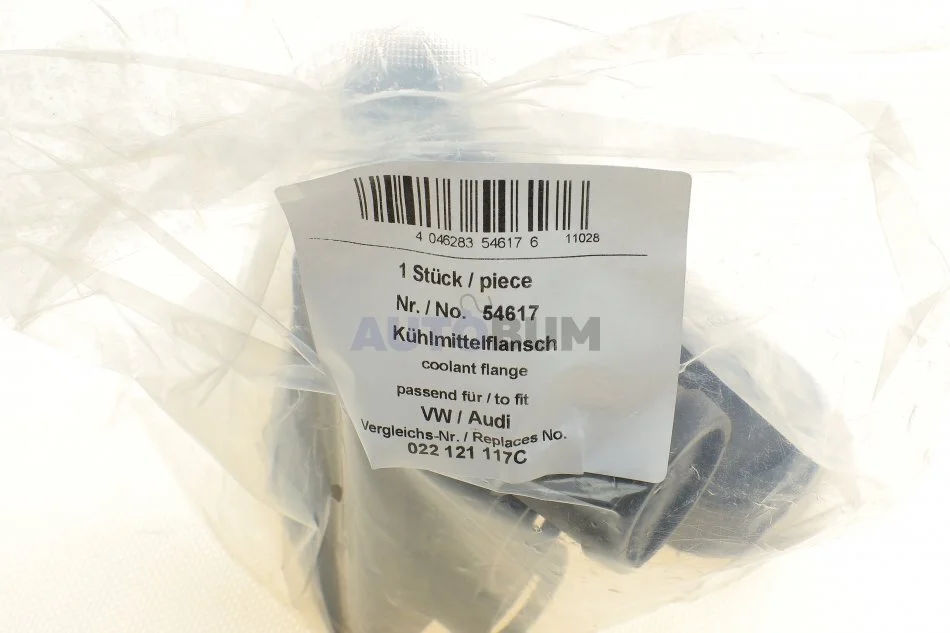 4 046283 54617 6 11028
1 Stück / piece
Nr. / No. 54617
AUTOBUM
Kühlmittelflansch
coolant flange
passend für / to fit
VW / Audi
Vergleichs-Nr. / Replaces No.
022 121 117C